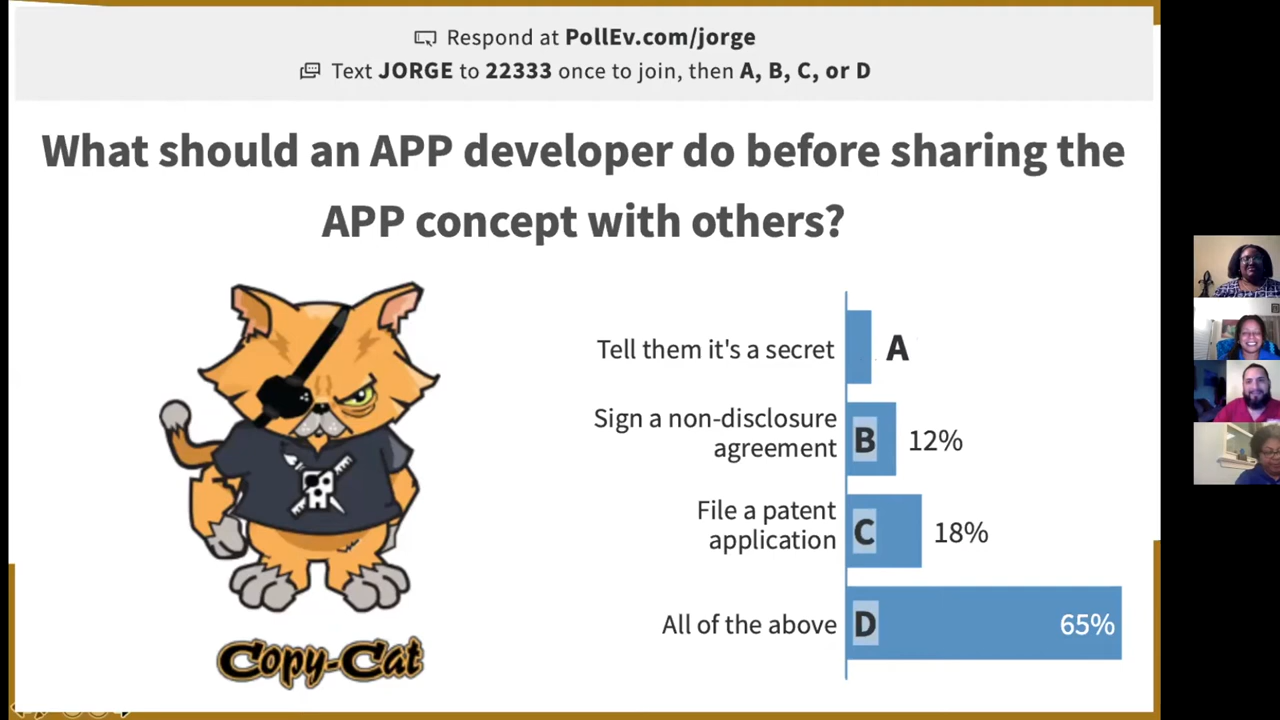 Respond at PollEv.com/jorge
Text JORGE to 22333 once to join, then A, B, C, or D
What should an APP developer do before sharing the
APP concept with others?
Tell them it's a secret
A
Sign a non-disclosure
agreement
B
12%
File a patent
application
C
18%
All of the above
D
65%
Copy-Cat